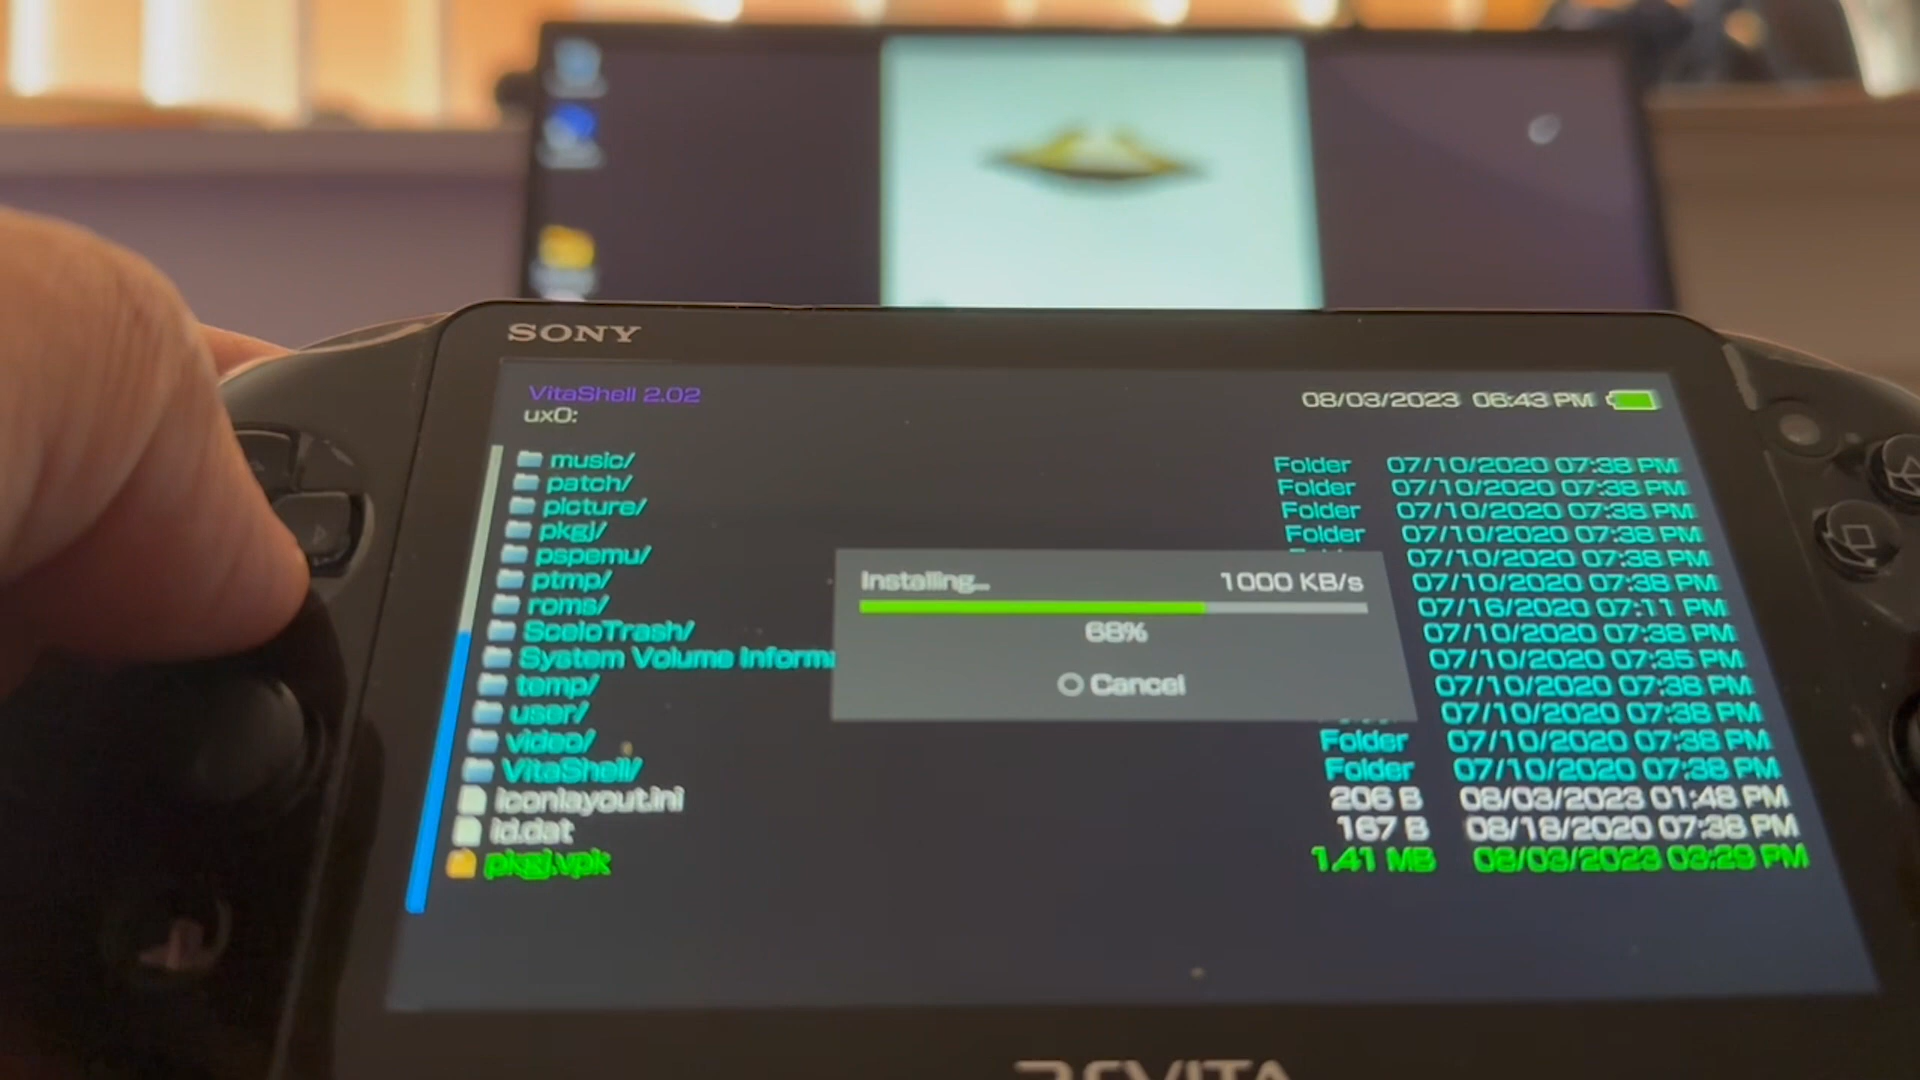 SONY
VitaShell 2.02
08/03/2023 06:43 PM
ux0:
music/ Folder 07/10/2020 07:38 PM
patch/ Folder 07/10/2020 07:38 PM
picture/ Folder 07/10/2020 07:38 PM
pkgj/ Folder 07/10/2020 07:38 PM
pspemu/ 07/10/2020 07:38 PM
ptmp/ 07/10/2020 07:38 PM
roms/ 07/16/2020 07:11 PM
SceIoTrash/ 07/10/2020 07:38 PM
System Volume Inform 07/10/2020 07:35 PM
temp/ 07/10/2020 07:38 PM
user/ 07/10/2020 07:38 PM
video/ Folder 07/10/2020 07:38 PM
VitaShell/ Folder 07/10/2020 07:38 PM
iconlayout.ini 206 B 08/03/2023 01:48 PM
id.dat 167 B 08/18/2020 07:38 PM
pkgj.vpk 1.41 MB 08/03/2023 03:29 PM
Installing... 1000 KB/s
68%
Cancel
PSVITA